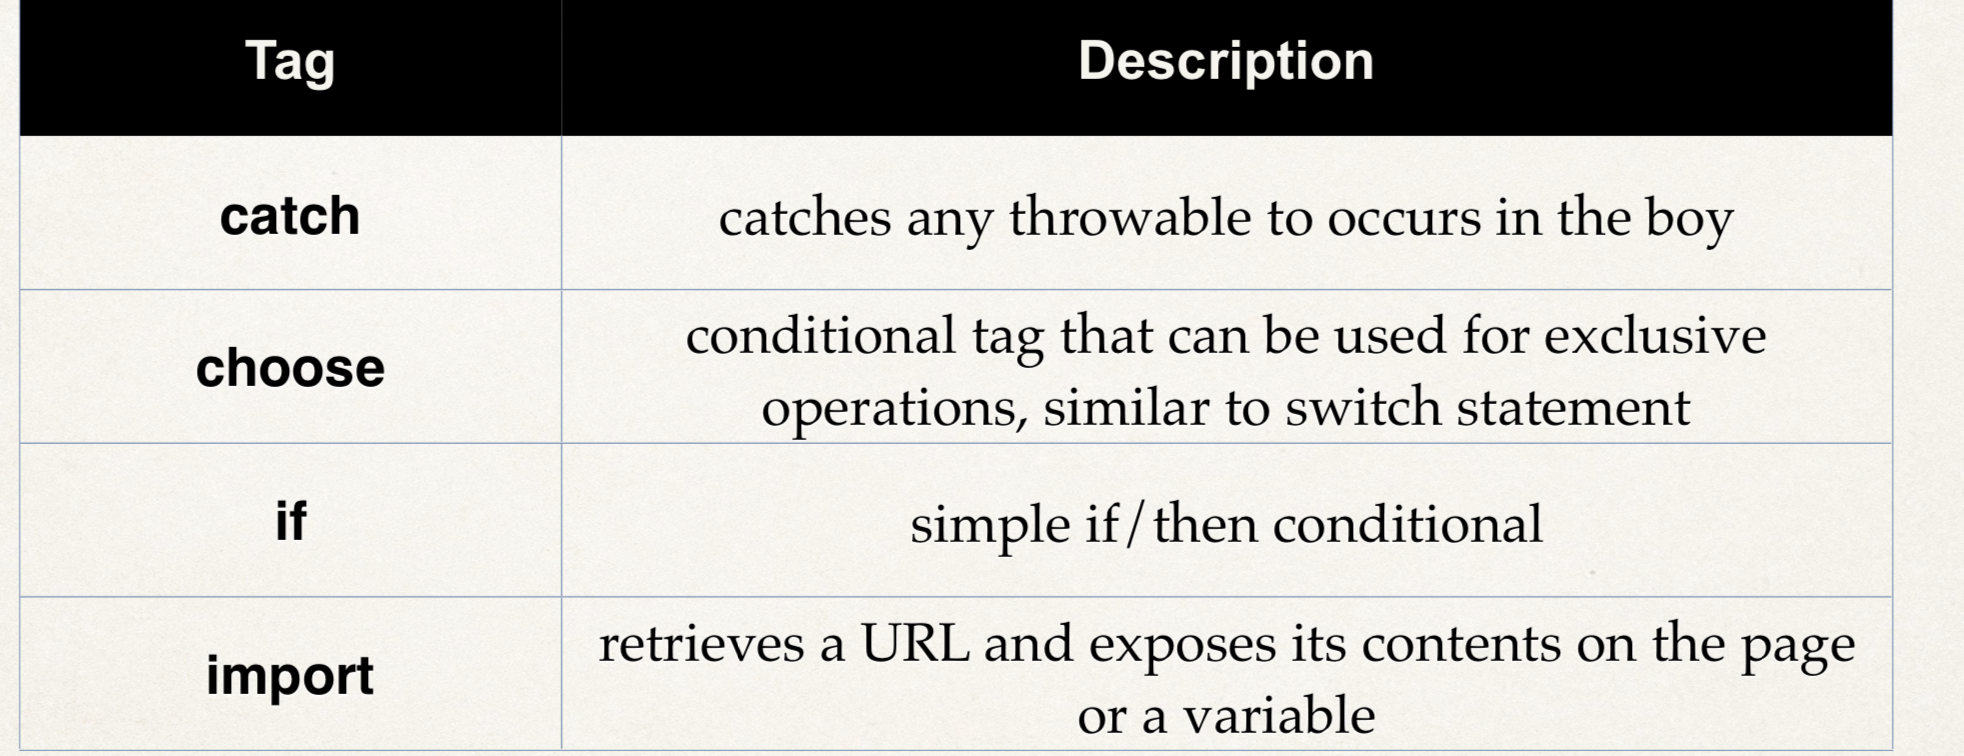 Tag Description
catch catches any throwable to occurs in the boy
choose conditional tag that can be used for exclusive
operations, similar to switch statement
if simple if/then conditional
import retrieves a URL and exposes its contents on the page
or a variable